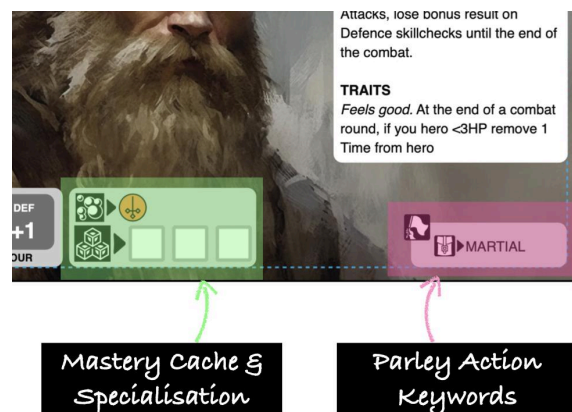 Attacks, lose bonus result on
Defence skillchecks until the end of
the combat.
TRAITS
Feels good. At the end of a combat
round, if you hero <3HP remove 1
Time from hero
DEF
+1
OUR
MARTIAL
Mastery Cache &
Specialisation
Parley Action
Keywords